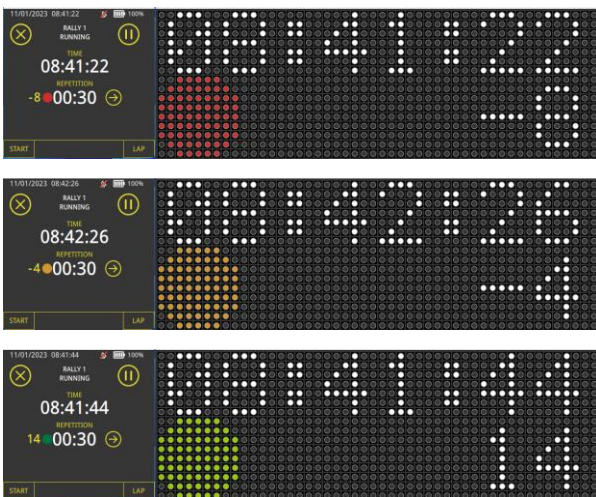 11/01/2023 08:41:22 100%
RALLY 1
RUNNING
TIME
08:41:22
REPETITION
-8 00:30
START LAP
08:41:22
-8
11/01/2023 08:42:26 100%
RALLY 1
RUNNING
TIME
08:42:26
REPETITION
-4 00:30
START LAP
08:42:26
-4
11/01/2023 08:41:44 100%
RALLY 1
RUNNING
TIME
08:41:44
REPETITION
14 00:30
START LAP
08:41:44
14